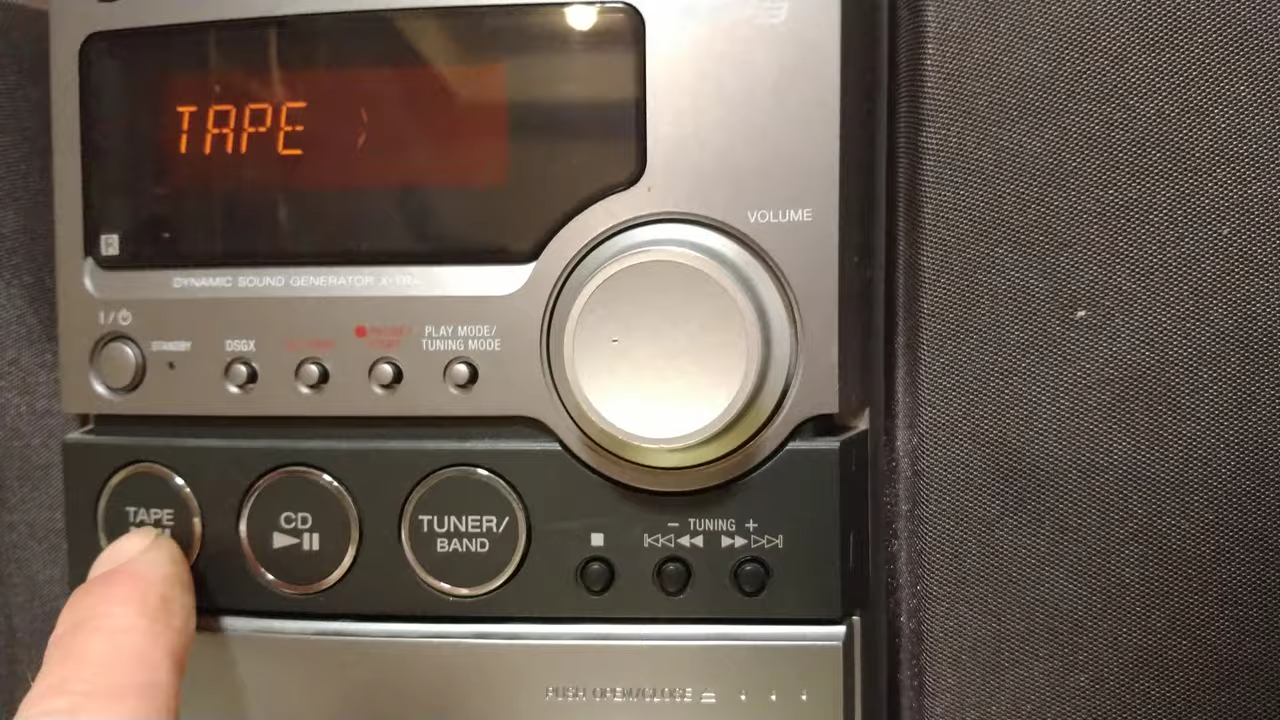 TAPE
VOLUME
DYNAMIC SOUND GENERATOR X-TRA
I/⏻
STANDBY
DSGX
PLAY MODE/
TUNING MODE
TAPE
CD
TUNER/
BAND
– TUNING +
PUSH OPEN/CLOSE